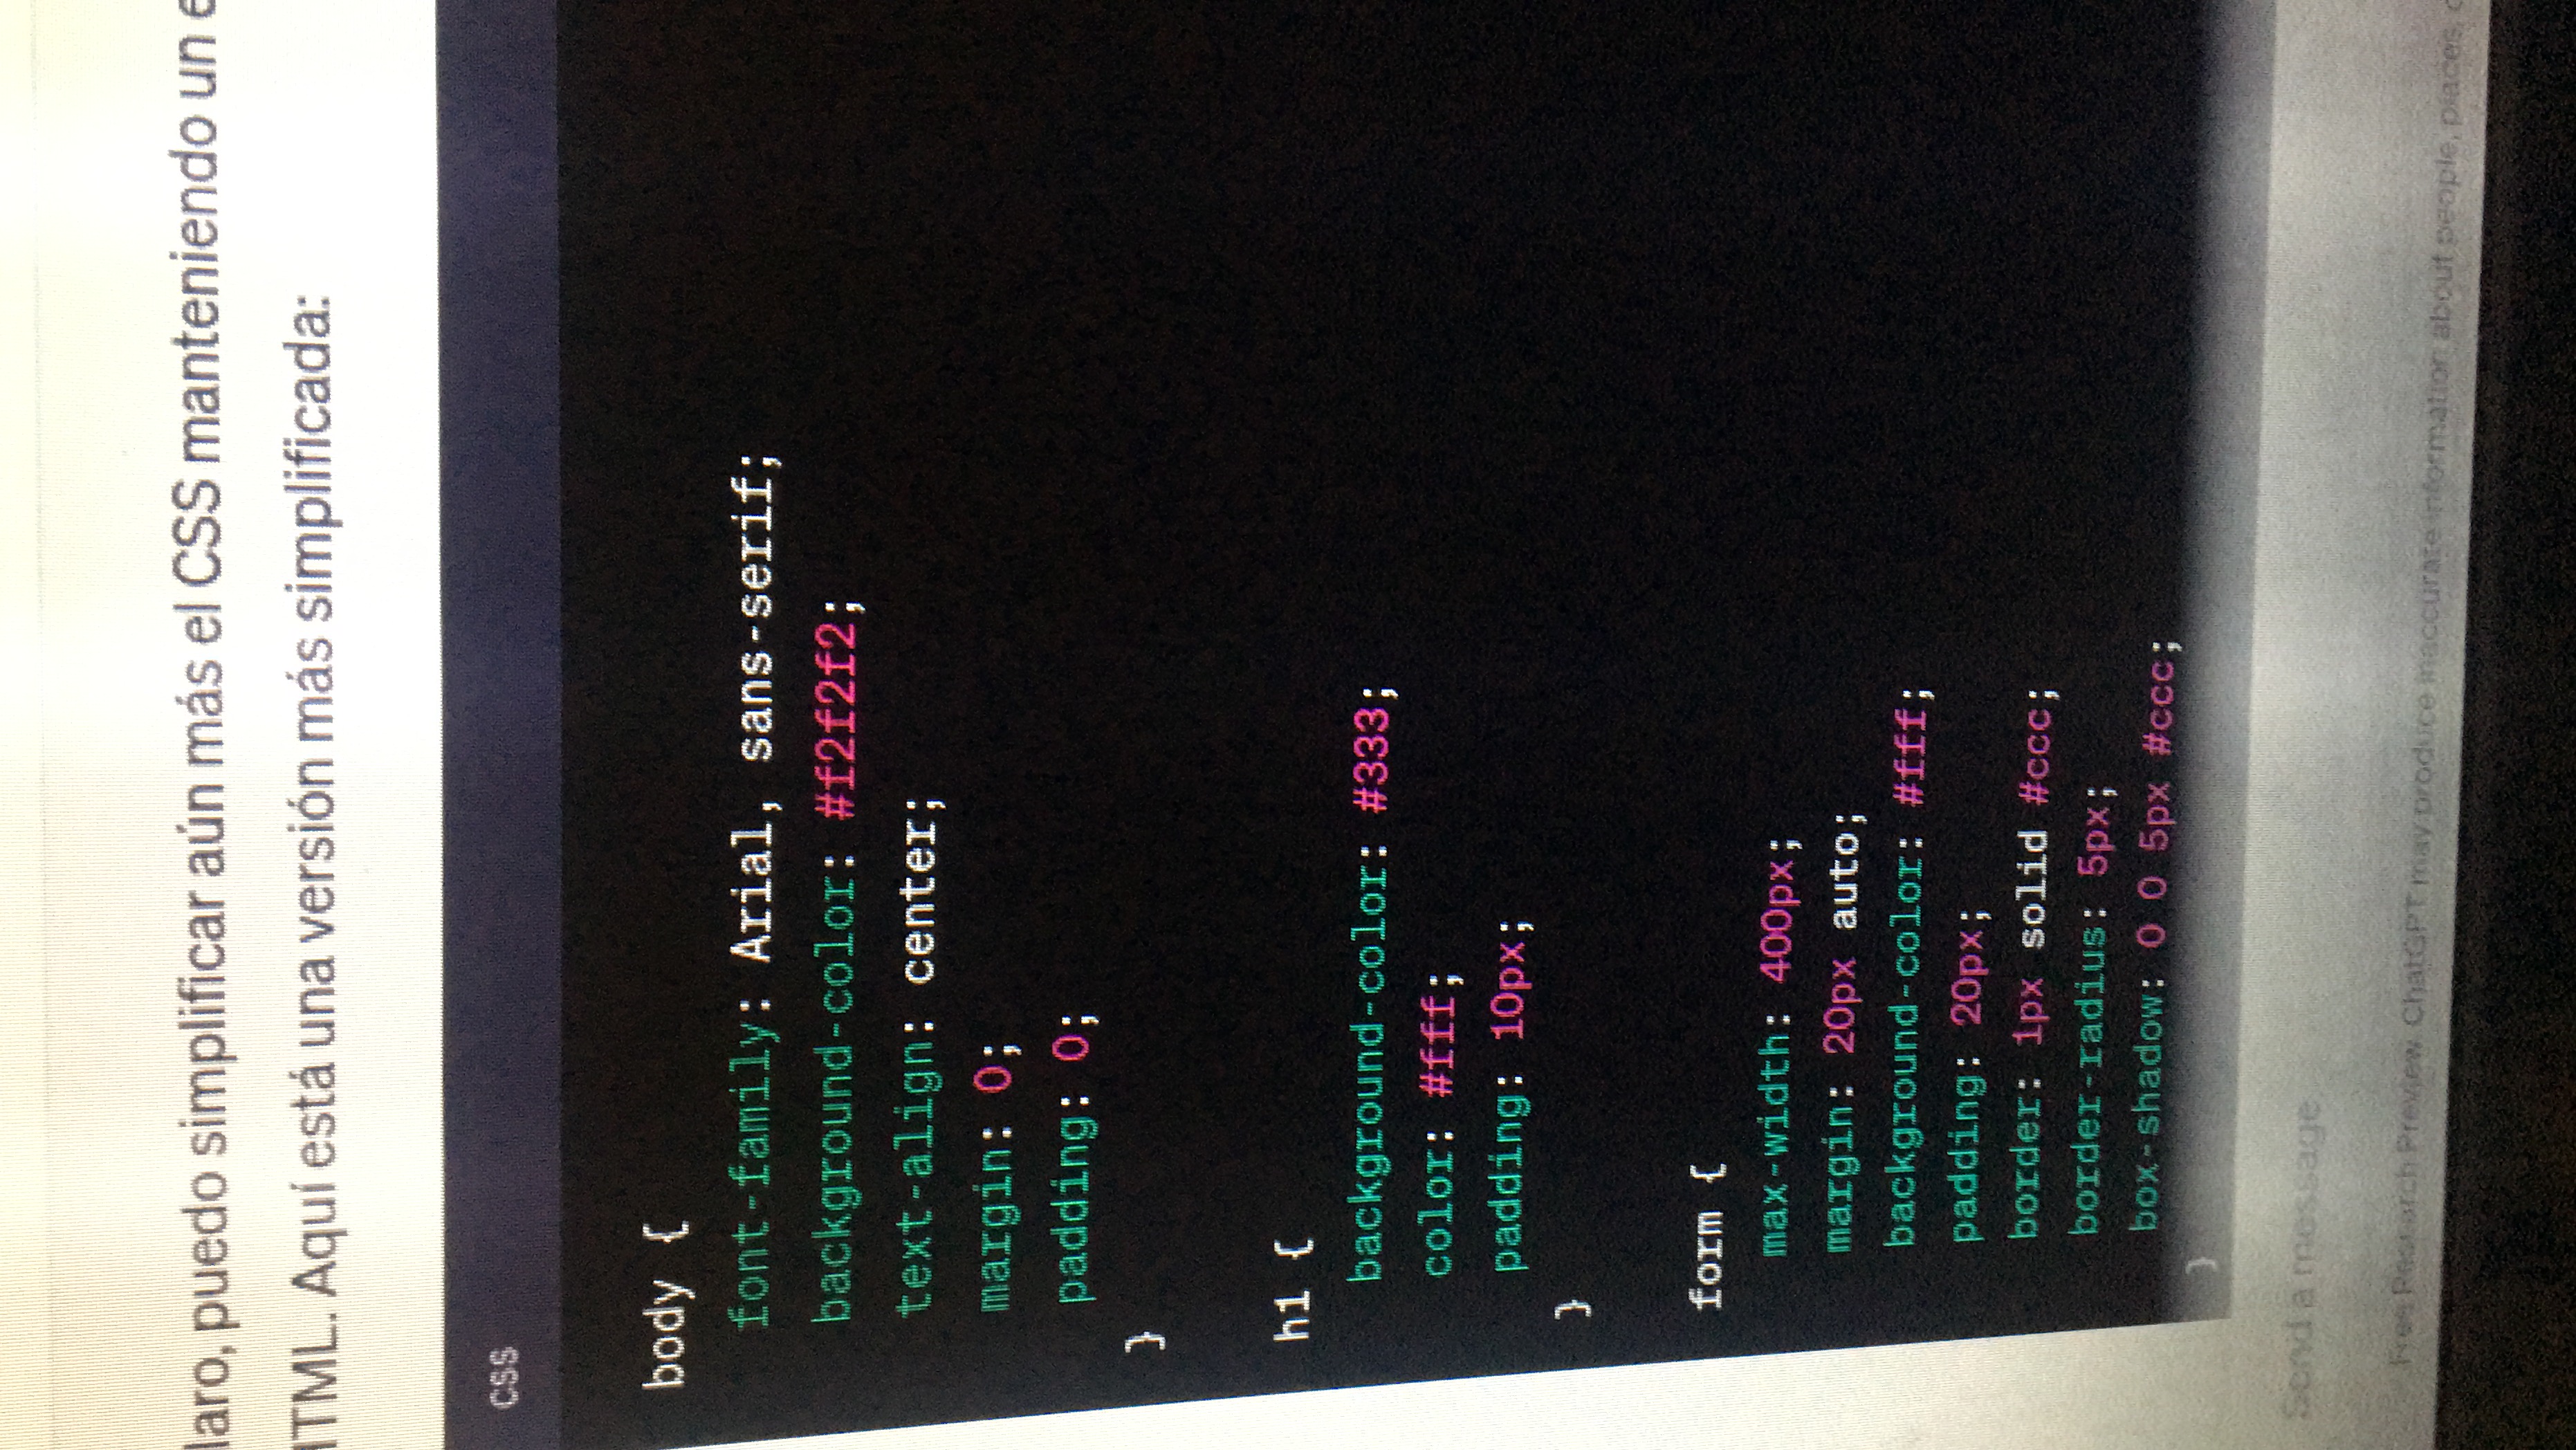 laro, puedo simplificar aún más el CSS manteniendo un e
HTML. Aquí está una versión más simplificada:
css
body {
  font-family: Arial, sans-serif;
  background-color: #f2f2f2;
  text-align: center;
  margin: 0;
  padding: 0;
}
h1 {
  background-color: #333;
  color: #fff;
  padding: 10px;
}
form {
  max-width: 400px;
  margin: 20px auto;
  background-color: #fff;
  padding: 20px;
  border: 1px solid #ccc;
  border-radius: 5px;
  box-shadow: 0 0 5px #ccc;
}
Send a message
Free Research Preview. ChatGPT may produce inaccurate information about people, places,